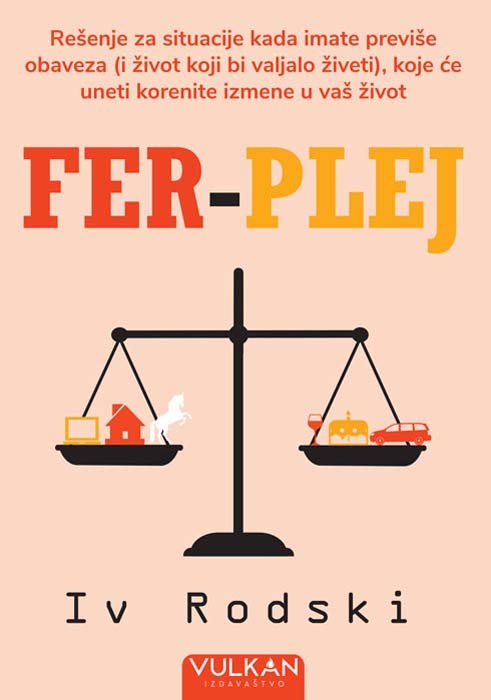 Rešenje za situacije kada imate previše
obaveza (i život koji bi valjalo živeti), koje će
uneti korenite izmene u vaš život
FER-PLEJ
Iv Rodski
VULKAN
IZDAVAŠTVO